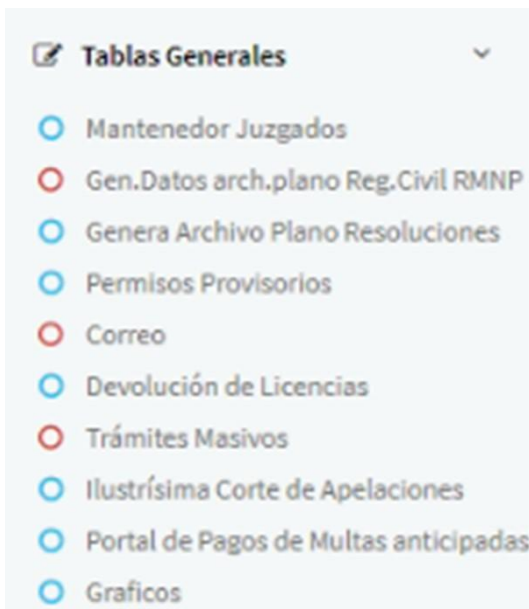 Tablas Generales
Mantenedor Juzgados
Gen.Datos arch.plano Reg.Civil RMNP
Genera Archivo Plano Resoluciones
Permisos Provisorios
Correo
Devolución de Licencias
Trámites Masivos
Ilustrísima Corte de Apelaciones
Portal de Pagos de Multas anticipadas
Graficos